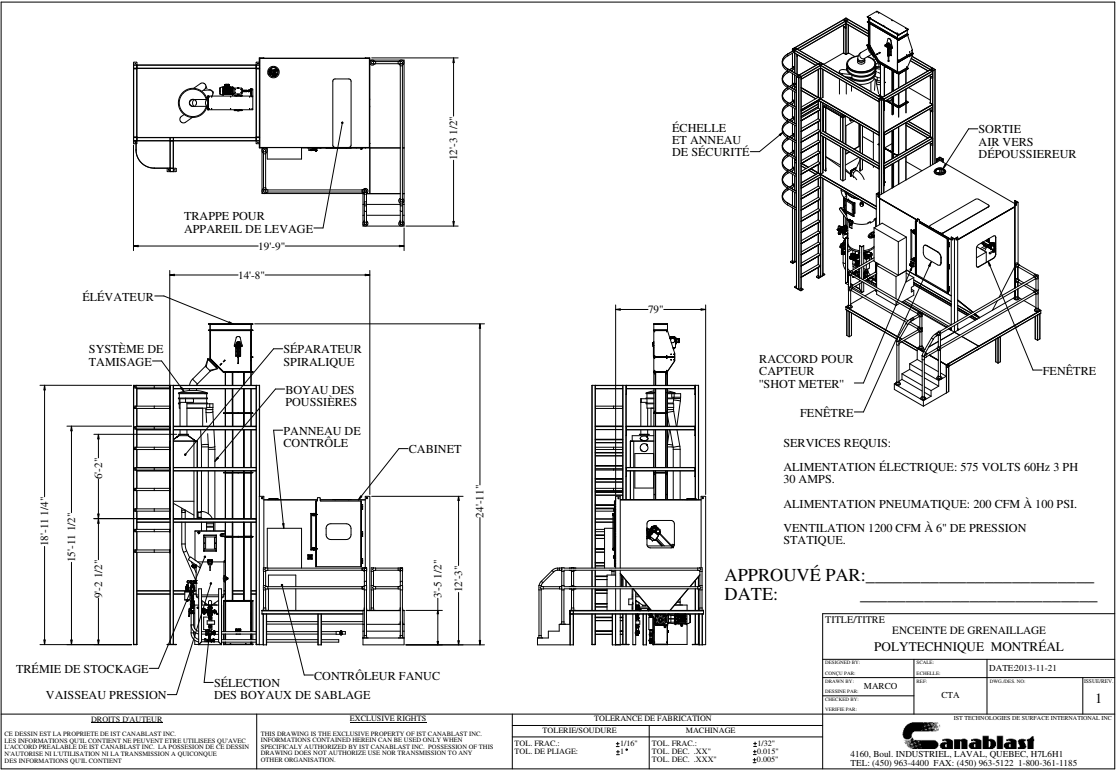 12'-3 1/2"
TRAPPE POUR
APPAREIL DE LEVAGE
19'-9"
ÉCHELLE
ET ANNEAU
DE SÉCURITÉ
SORTIE
AIR VERS
DÉPOUSSIEREUR
RACCORD POUR
CAPTEUR
"SHOT METER"
FENÊTRE
FENÊTRE
14'-8"
ÉLÉVATEUR
SYSTÈME DE
TAMISAGE
SÉPARATEUR
SPIRALIQUE
BOYAU DES
POUSSIÈRES
PANNEAU DE
CONTRÔLE
CABINET
18'-11 1/4"
15'-11 1/2"
6'-2"
9'-2 1/2"
3'-5 1/2"
12'-3"
24'-11"
79"
TRÉMIE DE STOCKAGE
VAISSEAU PRESSION
SÉLECTION
DES BOYAUX DE SABLAGE
CONTRÔLEUR FANUC
SERVICES REQUIS:
ALIMENTATION ÉLECTRIQUE: 575 VOLTS 60Hz 3 PH
30 AMPS.
ALIMENTATION PNEUMATIQUE: 200 CFM À 100 PSI.
VENTILATION 1200 CFM À 6" DE PRESSION
STATIQUE.
APPROUVÉ PAR:
DATE:
TITLE/TITRE
ENCEINTE DE GRENAILLAGE
POLYTECHNIQUE MONTRÉAL
DESIGNED BY:
CONÇU PAR:
SCALE:
ECHELLE:
DATE2013-11-21
DRAWN BY:
DESSINE PAR:
MARCO
REF:
CTA
DWG./DES. NO:
ISSUE/REV.
1
CHECKED BY:
VERIFIE PAR:
DROITS D'AUTEUR
CE DESSIN EST LA PROPRIETE DE IST CANABLAST INC.
LES INFORMATIONS QU'IL CONTIENT NE PEUVENT ETRE UTILISEES QU'AVEC
L'ACCORD PREALABLE DE IST CANABLAST INC. LA POSSESION DE CE DESSIN
N'AUTORISE NI L'UTILISATION NI LA TRANSMISSION A QUICONQUE
DES INFORMATIONS QU'IL CONTIENT
EXCLUSIVE RIGHTS
THIS DRAWING IS THE EXCLUSIVE PROPERTY OF IST CANABLAST INC.
INFORMATIONS CONTAINED HEREIN CAN BE USED ONLY WHEN
SPECIFICALY AUTHORIZED BY IST CANABLAST INC. POSSESSION OF THIS
DRAWING DOES NOT AUTHORIZE USE NOR TRANSMISSION TO ANY
OTHER ORGANISATION.
TOLERANCE DE FABRICATION
TOLERIE/SOUDURE
MACHINAGE
TOL. FRAC.: ±1/16"
TOL. DE PLIAGE: ±1°
TOL. FRAC.: ±1/32"
TOL. DEC. .XX" ±0.015"
TOL. DEC. .XXX" ±0.005"
IST TECHNOLOGIES DE SURFACE INTERNATIONAL INC
Canablast
4160, Boul. INDUSTRIEL, LAVAL, QUEBEC, H7L6H1
TEL: (450) 963-4400 FAX: (450) 963-5122 1-800-361-1185